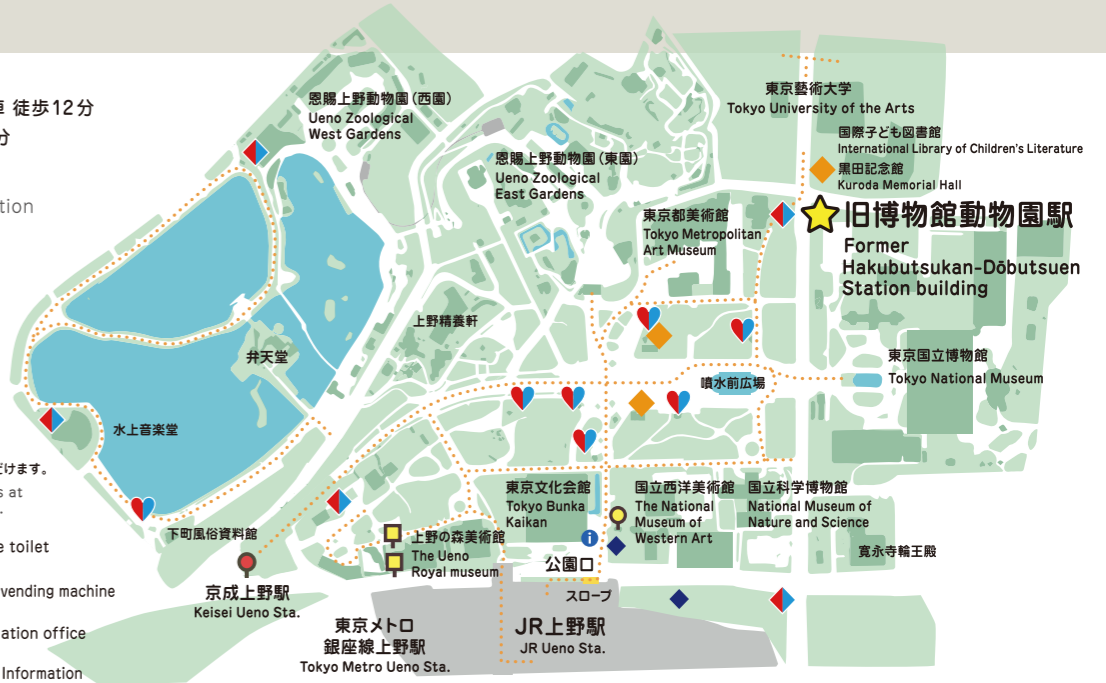 徒歩12分
分
tion
だけます。
s at
e toilet
vending machine
ation office
Information
恩賜上野動物園（西園）
Ueno Zoological
West Gardens
恩賜上野動物園（東園）
Ueno Zoological
East Gardens
東京藝術大学
Tokyo University of the Arts
国際子ども図書館
International Library of Children's Literature
黒田記念館
Kuroda Memorial Hall
旧博物館動物園駅
Former
Hakubutsukan-Dōbutsuen
Station building
東京都美術館
Tokyo Metropolitan
Art Museum
上野精養軒
弁天堂
水上音楽堂
噴水前広場
東京国立博物館
Tokyo National Museum
東京文化会館
Tokyo Bunka
Kaikan
国立西洋美術館
The National
Museum of
Western Art
国立科学博物館
National Museum of
Nature and Science
寛永寺輪王殿
下町風俗資料館
上野の森美術館
The Ueno
Royal museum
i
公園口
スロープ
京成上野駅
Keisei Ueno Sta.
東京メトロ
銀座線上野駅
Tokyo Metro Ueno Sta.
JR上野駅
JR Ueno Sta.